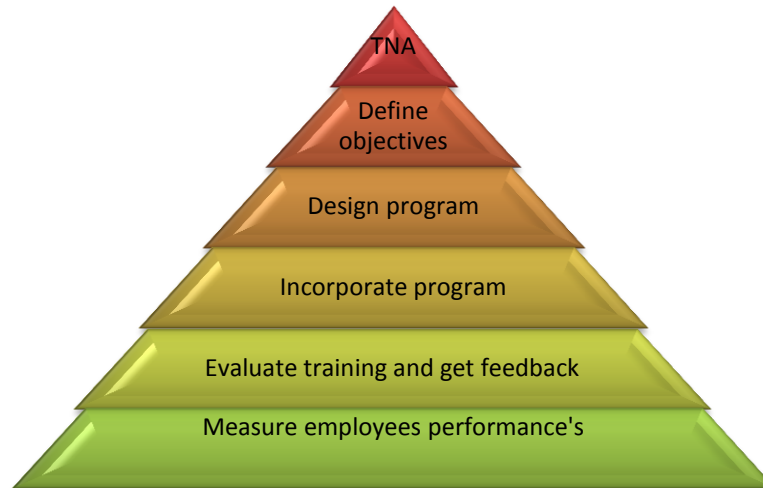 TNA
Define
objectives
Design program
Incorporate program
Evaluate training and get feedback
Measure employees performance's